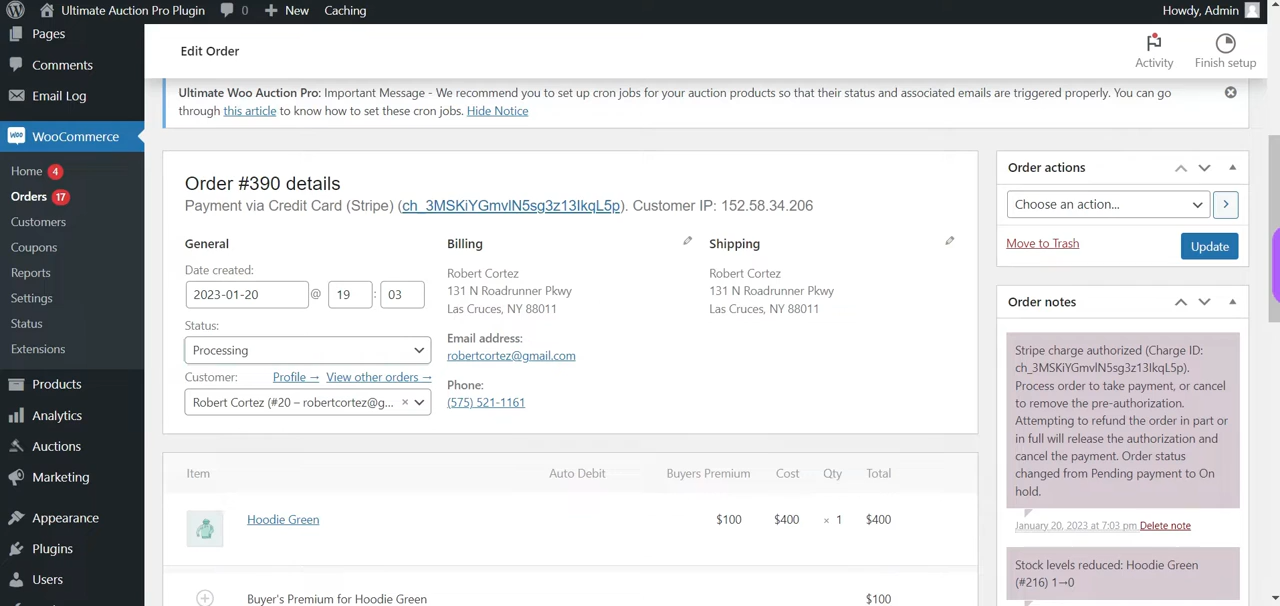 Ultimate Auction Pro Plugin 0 New Caching Howdy, Admin
Pages
Comments
Email Log
WooCommerce
Home 4
Orders 17
Customers
Coupons
Reports
Settings
Status
Extensions
Products
Analytics
Auctions
Marketing
Appearance
Plugins
Users
Edit Order
Activity
Finish setup
Ultimate Woo Auction Pro: Important Message - We recommend you to set up cron jobs for your auction products so that their status and associated emails are triggered properly. You can go
through this article to know how to set these cron jobs. Hide Notice
Order #390 details
Payment via Credit Card (Stripe) (ch_3MSKiYGmvlN5sg3z13IkqL5p). Customer IP: 152.58.34.206
General
Date created:
2023-01-20 @ 19 : 03
Status:
Processing
Customer: Profile → View other orders →
Robert Cortez (#20 – robertcortez@g... ×
Billing
Robert Cortez
131 N Roadrunner Pkwy
Las Cruces, NY 88011
Email address:
robertcortez@gmail.com
Phone:
(575) 521-1161
Shipping
Robert Cortez
131 N Roadrunner Pkwy
Las Cruces, NY 88011
Item Auto Debit Buyers Premium Cost Qty Total
Hoodie Green $100 $400 × 1 $400
Buyer's Premium for Hoodie Green $100
Order actions
Choose an action...
Move to Trash Update
Order notes
Stripe charge authorized (Charge ID:
ch_3MSKiYGmvlN5sg3z13IkqL5p).
Process order to take payment, or cancel
to remove the pre-authorization.
Attempting to refund the order in part or
in full will release the authorization and
cancel the payment. Order status
changed from Pending payment to On
hold.
January 20, 2023 at 7:03 pm Delete note
Stock levels reduced: Hoodie Green
(#216) 1→0